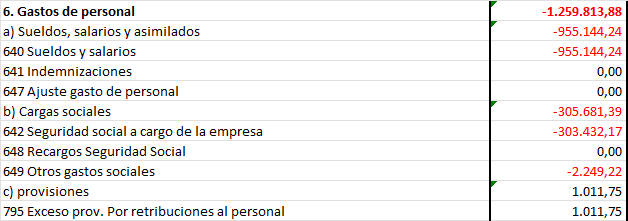 6. Gastos de personal -1.259.813,88
a) Sueldos, salarios y asimilados -955.144,24
640 Sueldos y salarios -955.144,24
641 Indemnizaciones 0,00
647 Ajuste gasto de personal 0,00
b) Cargas sociales -305.681,39
642 Seguridad social a cargo de la empresa -303.432,17
648 Recargos Seguridad Social 0,00
649 Otros gastos sociales -2.249,22
c) provisiones 1.011,75
795 Exceso prov. Por retribuciones al personal 1.011,75